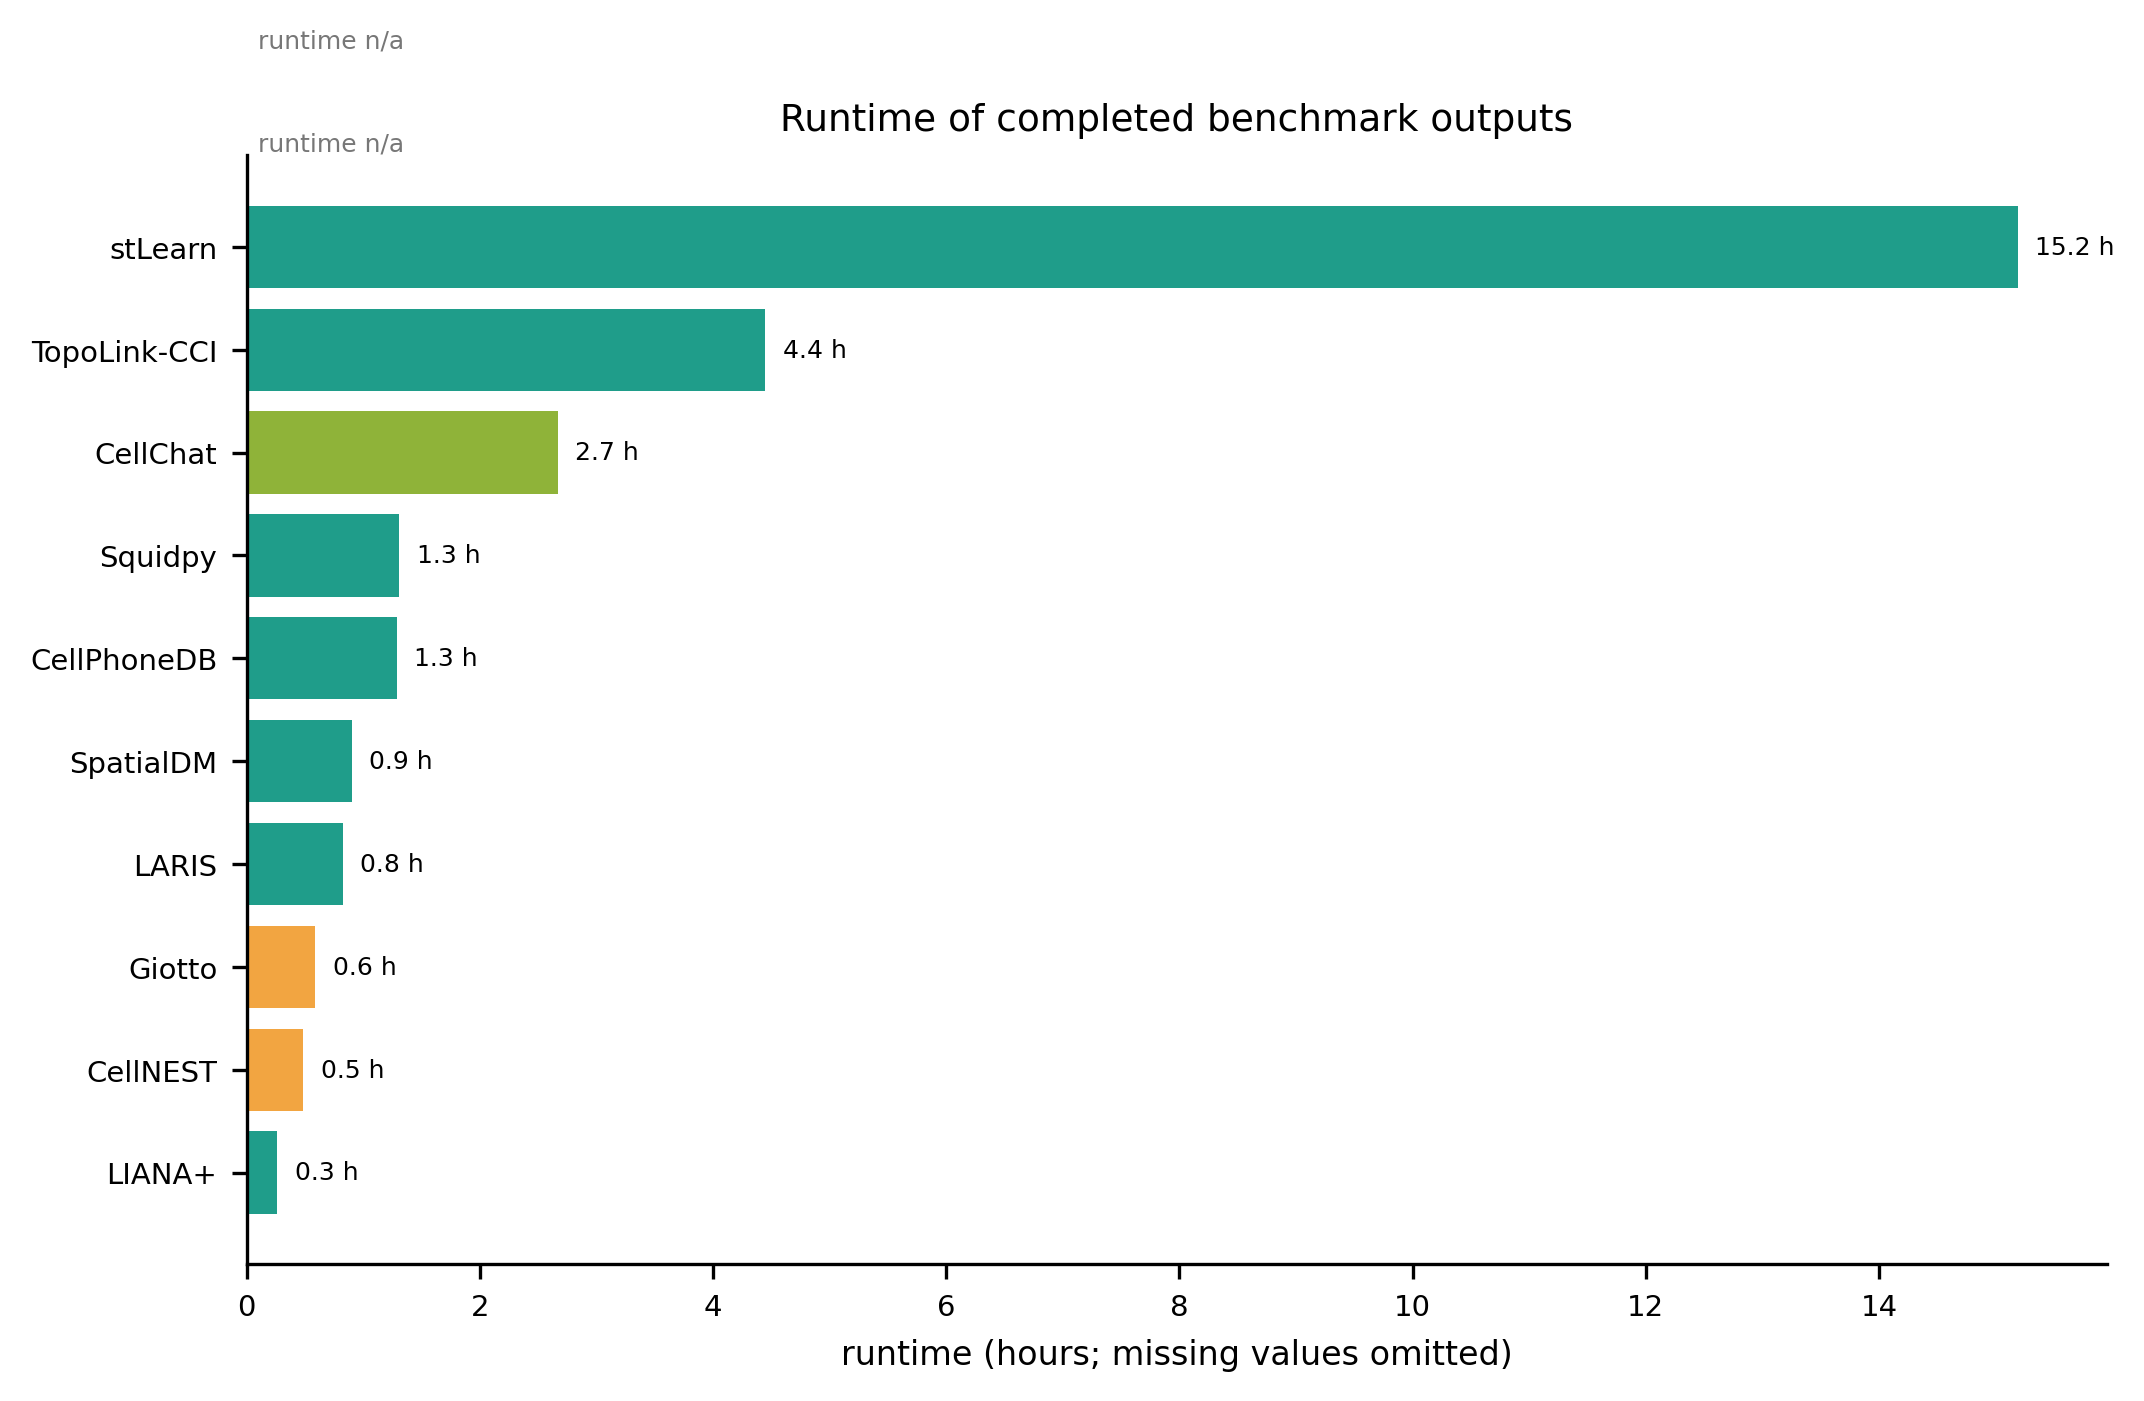 runtime n/a
Runtime of completed benchmark outputs
runtime n/a
stLearn 15.2 h
TopoLink-CCI 4.4 h
CellChat 2.7 h
Squidpy 1.3 h
CellPhoneDB 1.3 h
SpatialDM 0.9 h
LARIS 0.8 h
Giotto 0.6 h
CellNEST 0.5 h
LIANA+ 0.3 h
0 2 4 6 8 10 12 14
runtime (hours; missing values omitted)